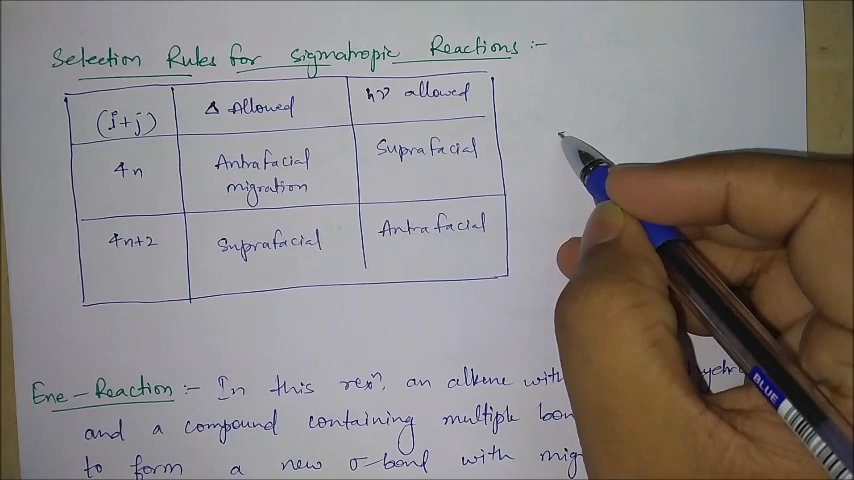 Selection Rules for Sigmatropic Reactions :-
(i+j) Δ Allowed hν allowed
4n Antrafacial migration Suprafacial
4n+2 Suprafacial Antrafacial
Ene-Reaction :- In this rexn, an alkene with
and a compound containing multiple
to form a new σ-bond with
BLUE